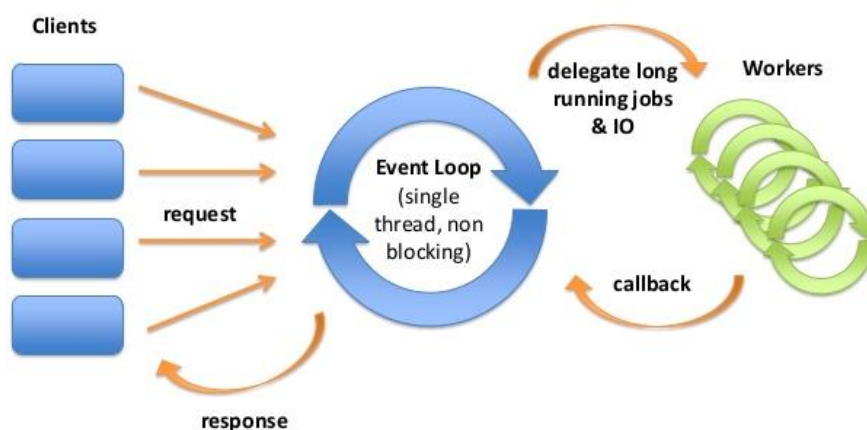 Clients
request
response
Event Loop
(single
thread, non
blocking)
delegate long
running jobs
& IO
callback
Workers